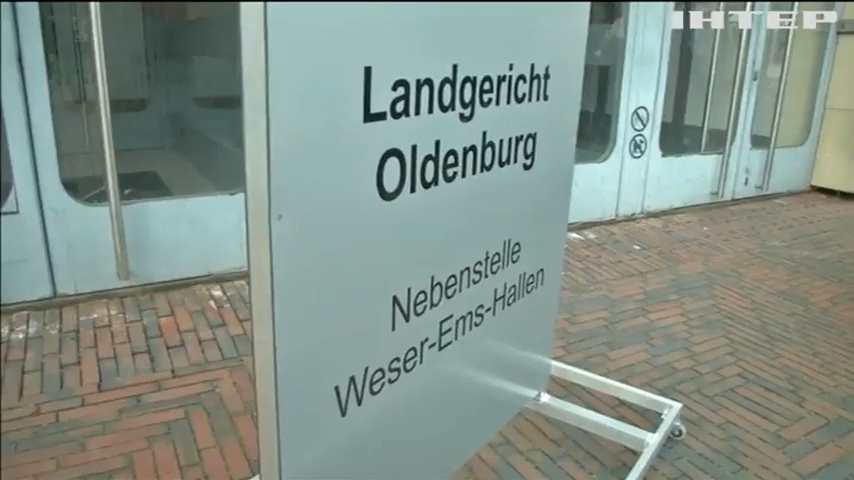 ІНТЕР
Landgericht
Oldenburg
Nebenstelle
Weser-Ems-Hallen